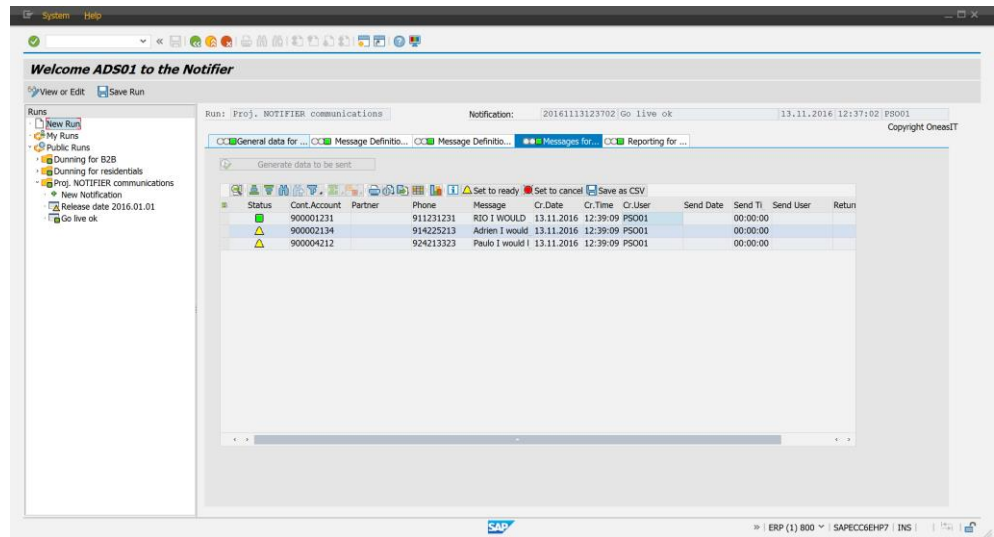 System Help
Welcome ADS01 to the Notifier
View or Edit Save Run
Runs
New Run
My Runs
Public Runs
Dunning for B2B
Dunning for residentials
Proj. NOTIFIER communications
New Notification
Release date 2016.01.01
Go live ok
Run: Proj. NOTIFIER communications Notification: 20161113123702 Go live ok 13.11.2016 12:37:02 PSO01
Copyright OneasIT
General data for ... Message Definitio... Message Definitio... Messages for... Reporting for ...
Generate data to be sent
Set to ready Set to cancel Save as CSV
Status Cont.Account Partner Phone Message Cr.Date Cr.Time Cr.User Send Date Send Ti Send User Retun
900001231 911231231 RIO I WOULD 13.11.2016 12:39:09 PSO01 00:00:00
900002134 914225213 Adrien I would 13.11.2016 12:39:09 PSO01 00:00:00
900004212 924213323 Paulo I would l 13.11.2016 12:39:09 PSO01 00:00:00
SAP ERP (1) 800 SAPECC6EHP7 INS